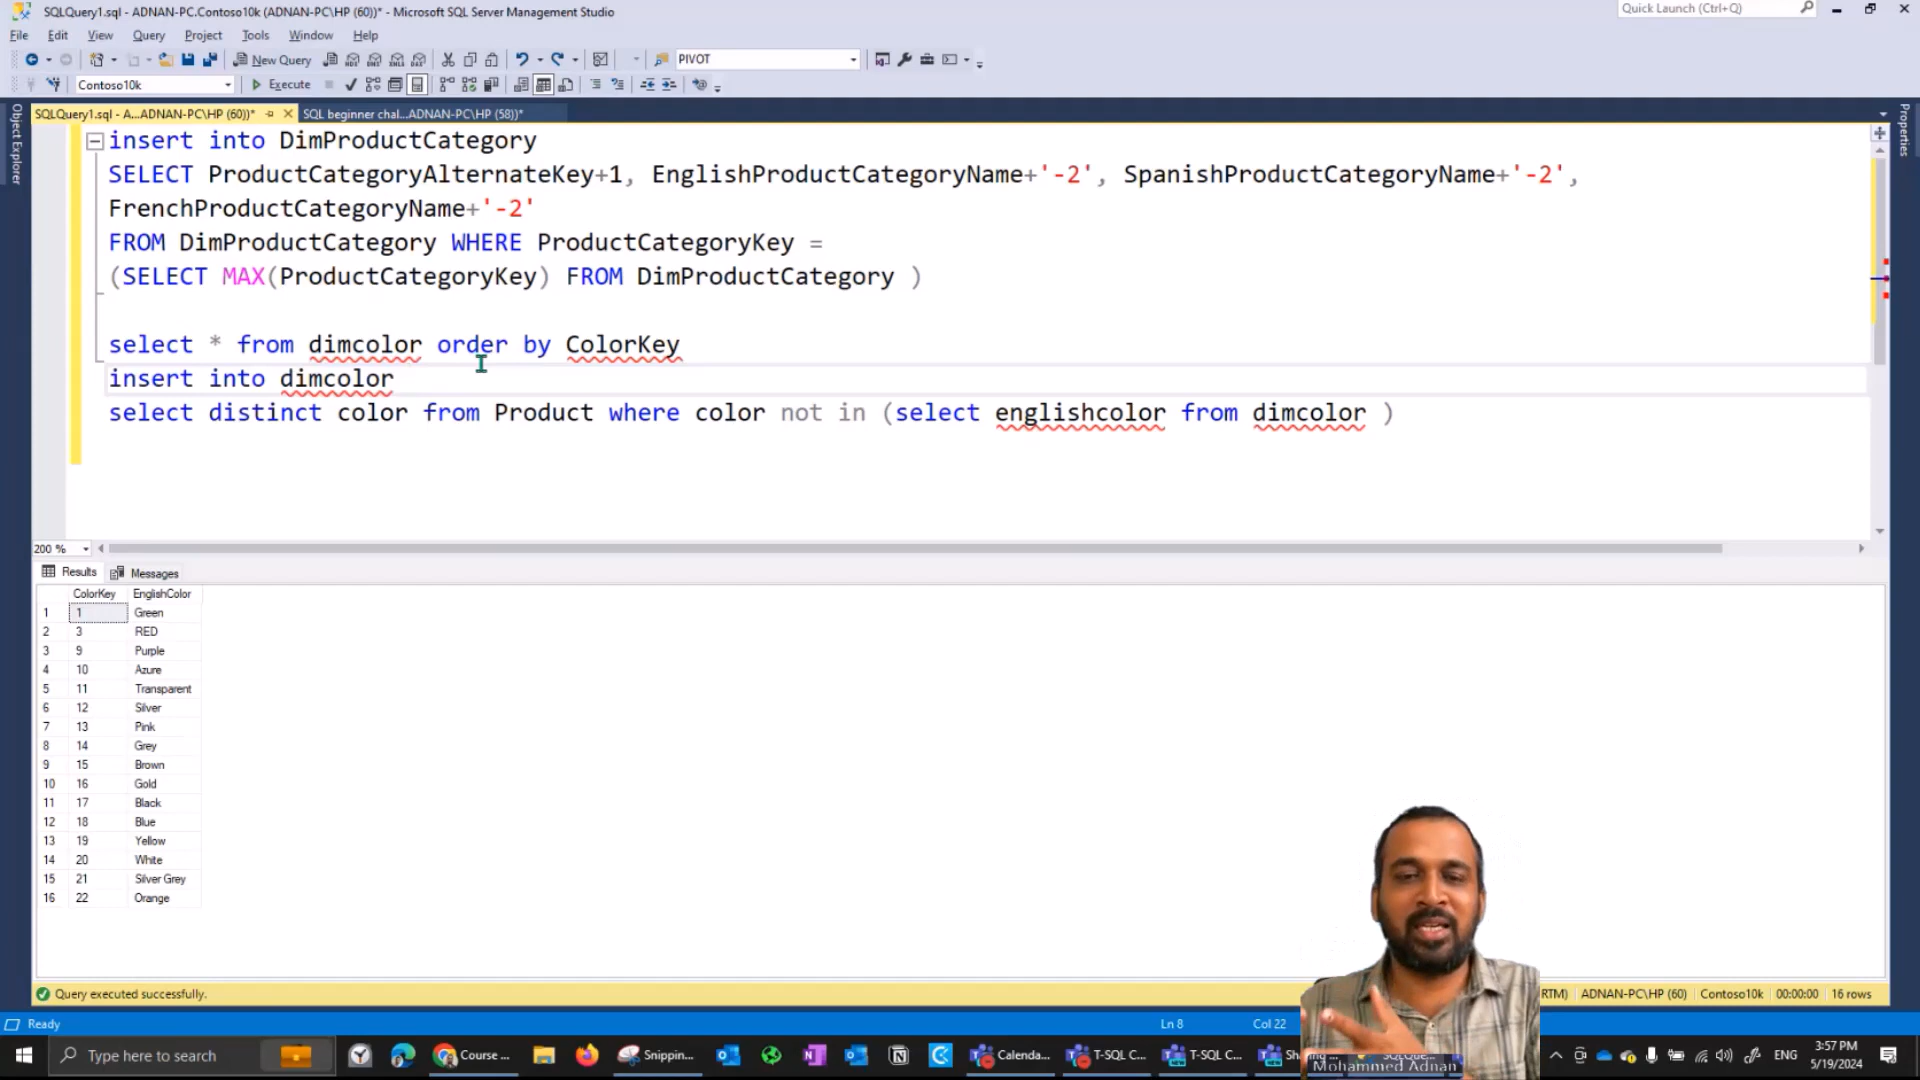 SQLQuery1.sql - ADNAN-PC.Contoso10k (ADNAN-PC\HP (60))* - Microsoft SQL Server Management Studio
Quick Launch (Ctrl+Q)
File Edit View Query Project Tools Window Help
New Query
PIVOT
Contoso10k
Execute
SQLQuery1.sql - A...ADNAN-PC\HP (60))*
SQL beginner chal...ADNAN-PC\HP (58))*
Object Explorer
Properties
insert into DimProductCategory
SELECT ProductCategoryAlternateKey+1, EnglishProductCategoryName+'-2', SpanishProductCategoryName+'-2',
FrenchProductCategoryName+'-2'
FROM DimProductCategory WHERE ProductCategoryKey =
(SELECT MAX(ProductCategoryKey) FROM DimProductCategory )
select * from dimcolor order by ColorKey
insert into dimcolor
select distinct color from Product where color not in (select englishcolor from dimcolor )
200 %
Results Messages
ColorKey EnglishColor
1 1 Green
2 3 RED
3 9 Purple
4 10 Azure
5 11 Transparent
6 12 Silver
7 13 Pink
8 14 Grey
9 15 Brown
10 16 Gold
11 17 Black
12 18 Blue
13 19 Yellow
14 20 White
15 21 Silver Grey
16 22 Orange
Query executed successfully.
RTM) ADNAN-PC\HP (60) Contoso10k 00:00:00 16 rows
Ready
Ln 8 Col 22
Type here to search
Course ...
Snippin...
Calenda...
T-SQL C...
T-SQL C...
Mohammed Adnan
ENG
3:57 PM
5/19/2024